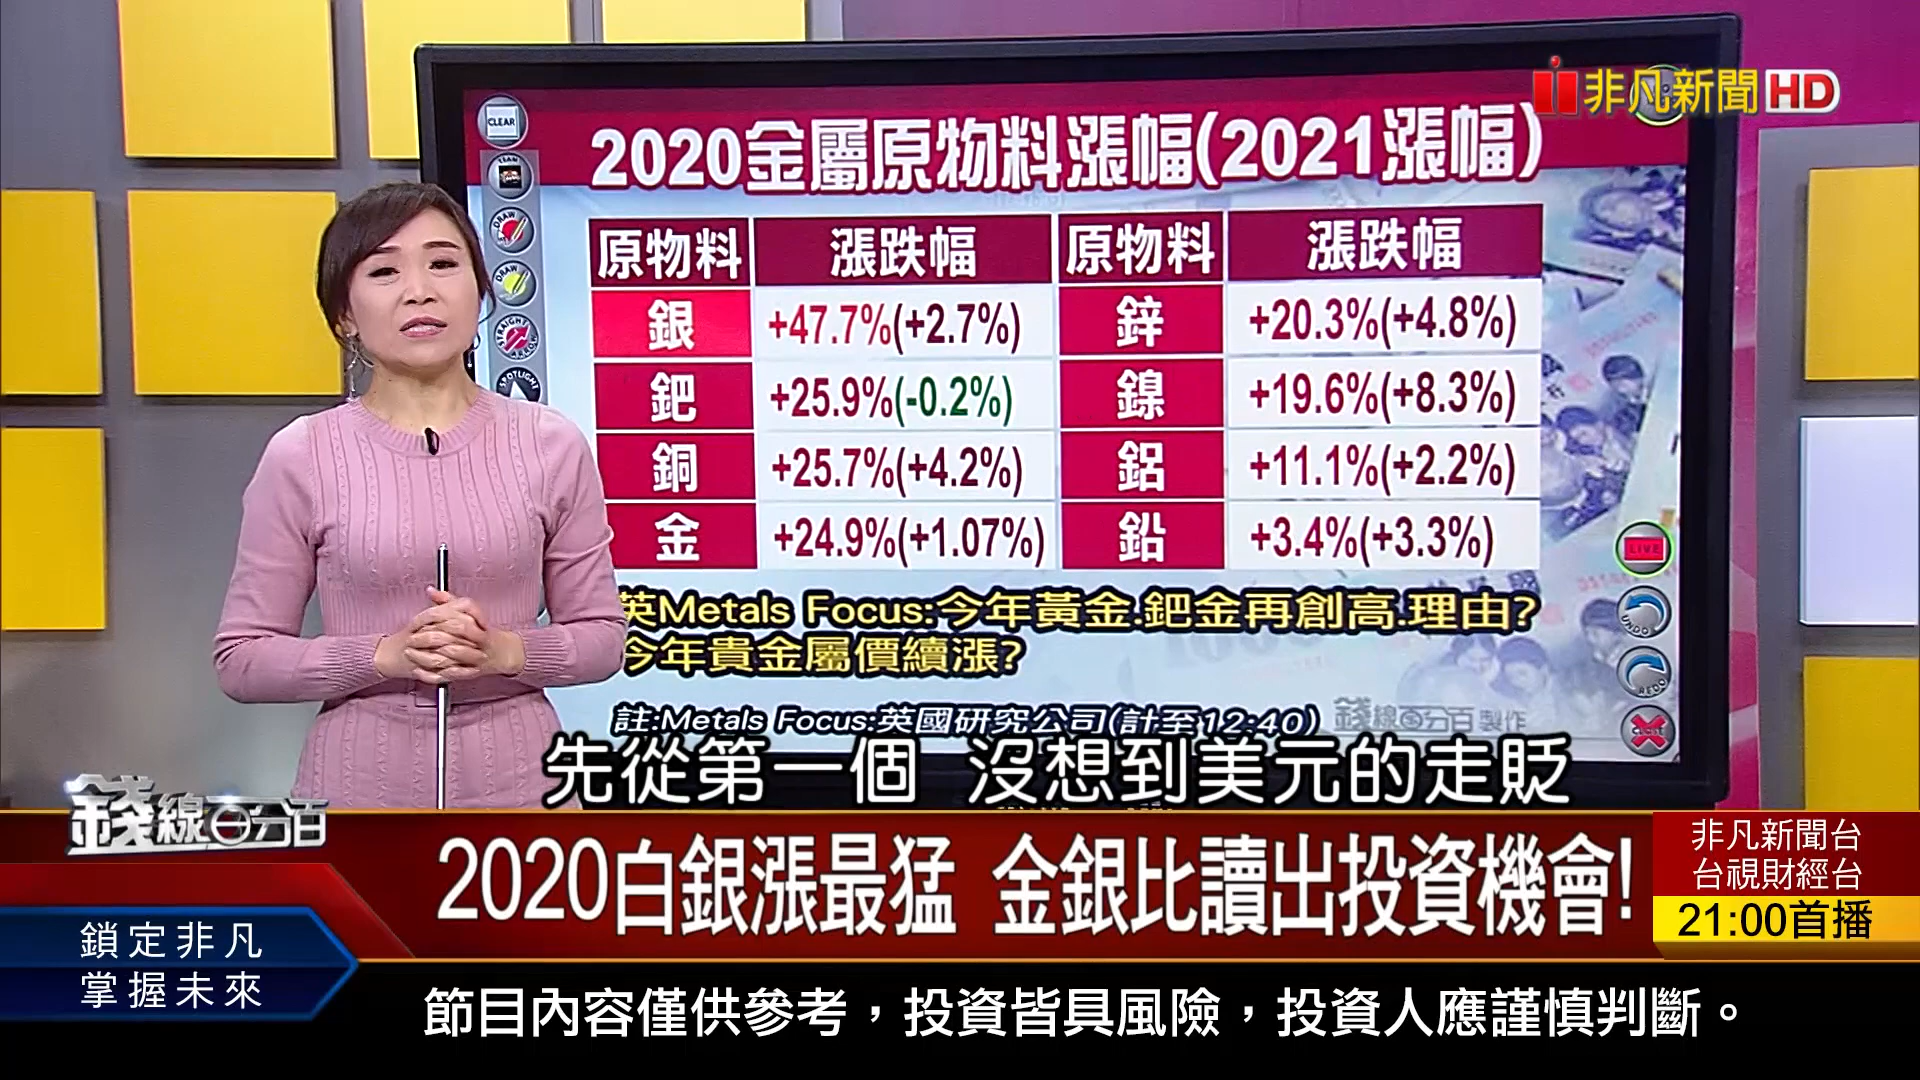 非凡新聞HD
CLEAR
TEAM
DRAW
DRAW
STRAIGHT ARROW
SPOTLIGHT
2020金屬原物料漲幅(2021漲幅)
原物料 漲跌幅 原物料 漲跌幅
銀 +47.7%(+2.7%) 鋅 +20.3%(+4.8%)
鈀 +25.9%(-0.2%) 鎳 +19.6%(+8.3%)
銅 +25.7%(+4.2%) 鋁 +11.1%(+2.2%)
金 +24.9%(+1.07%) 鉛 +3.4%(+3.3%)
LIVE
UNDO
REDO
CLOSE
英Metals Focus:今年黃金.鈀金再創高.理由?
今年貴金屬價續漲?
註:Metals Focus:英國研究公司(計至12:40)
錢線百分百 製作
先從第一個 沒想到美元的走貶
錢線百分百
2020白銀漲最猛 金銀比讀出投資機會!
非凡新聞台
台視財經台
21:00首播
鎖定非凡
掌握未來
節目內容僅供參考，投資皆具風險，投資人應謹慎判斷。